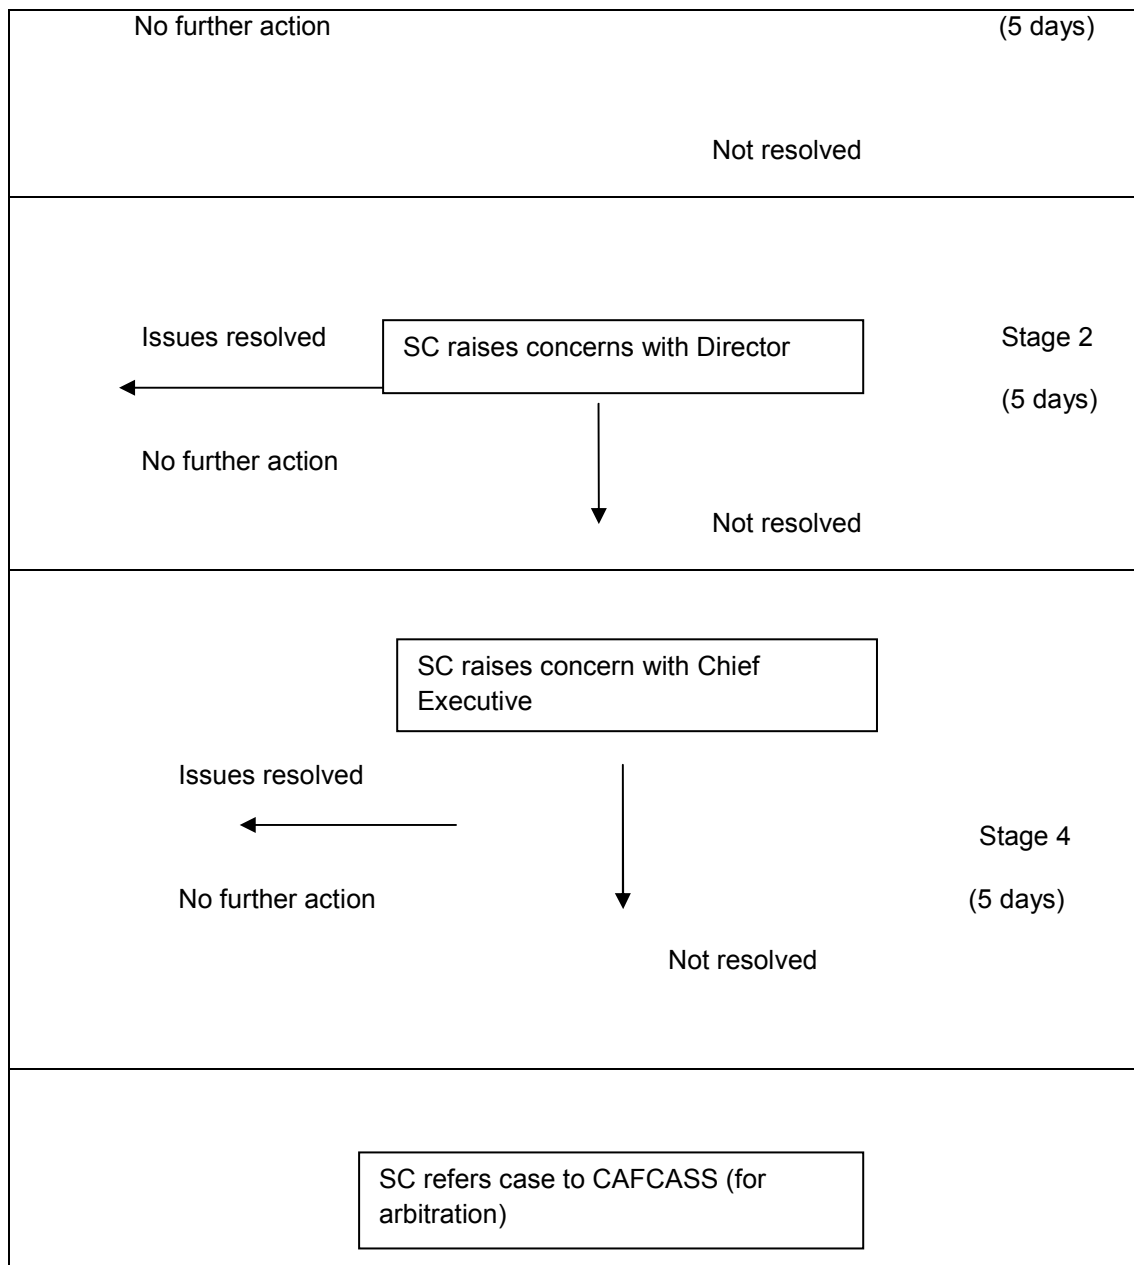 No further action (5 days)
Not resolved
Issues resolved SC raises concerns with Director Stage 2
(5 days)
No further action
Not resolved
SC raises concern with Chief
Executive
Issues resolved
Stage 4
No further action (5 days)
Not resolved
SC refers case to CAFCASS (for
arbitration)